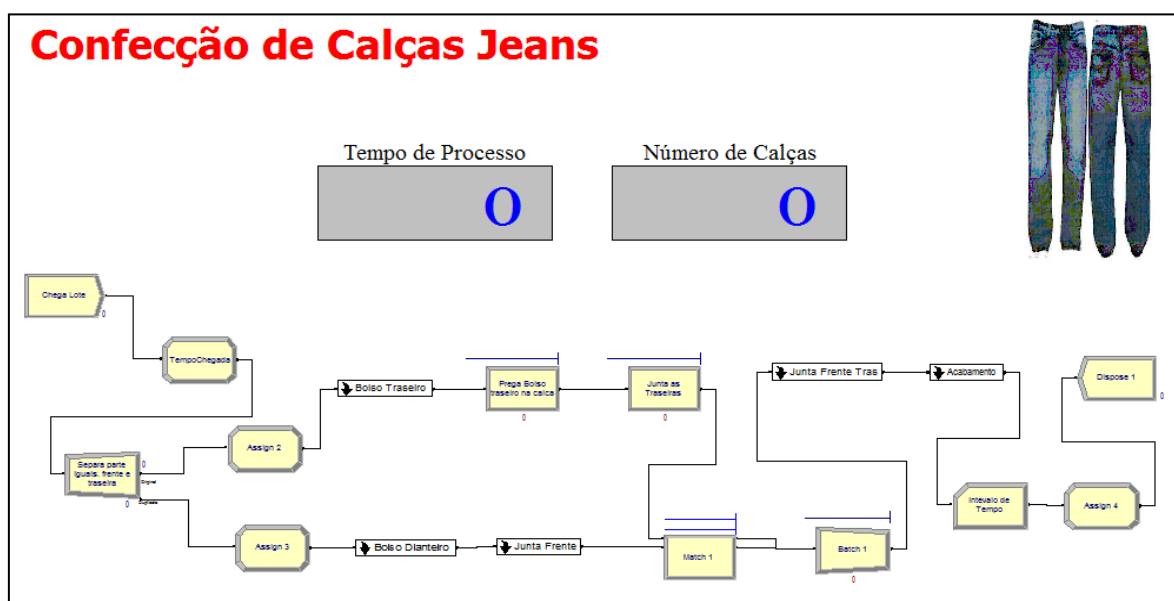 Confecção de Calças Jeans
Tempo de Processo
Número de Calças
0
0
Chega Lote
0
TempoChegada
Bolso Traseiro
Prega Bolso
traseiro na calca
0
Junta as
Traseiras
0
Junta Frente Tras
Acabamento
Dispose 1
0
Separa parte
iguais, frente e
traseira
0
Original
0
Duplicate
Assign 2
Assign 3
Bolso Dianteiro
Junta Frente
Match 1
Batch 1
0
Intevalo de
Tempo
Assign 4